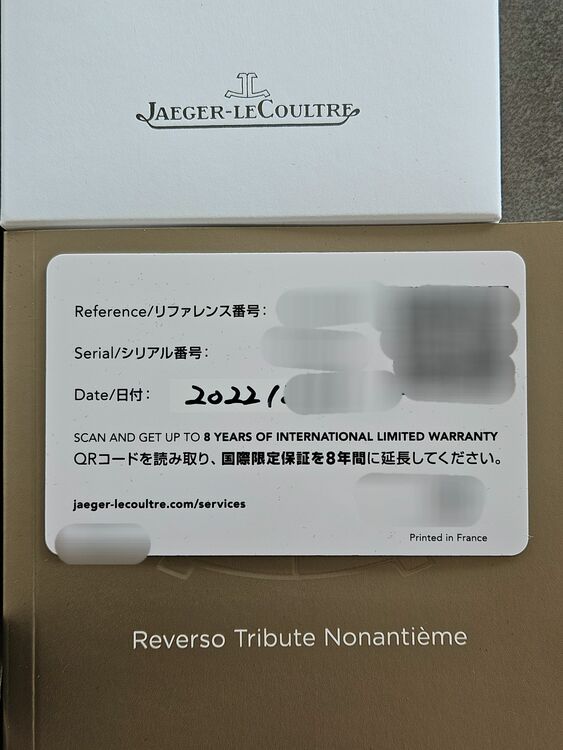 JAEGER-LECOULTRE
Reference/リファレンス番号:
Serial/シリアル番号:
Date/日付: 2022/
SCAN AND GET UP TO 8 YEARS OF INTERNATIONAL LIMITED WARRANTY
QRコードを読み取り、国際限定保証を8年間に延長してください。
jaeger-lecoultre.com/services
Printed in France
Reverso Tribute Nonantième